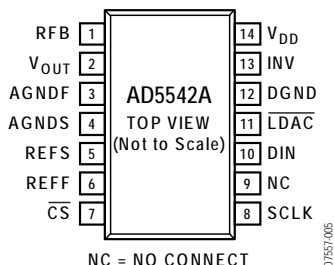 RFB 1
VOUT 2
AGNDF 3
AGNDS 4
REFS 5
REFF 6
CS 7
AD5542A
TOP VIEW
(Not to Scale)
14 VDD
13 INV
12 DGND
11 LDAC
10 DIN
9 NC
8 SCLK
NC = NO CONNECT
07557-005